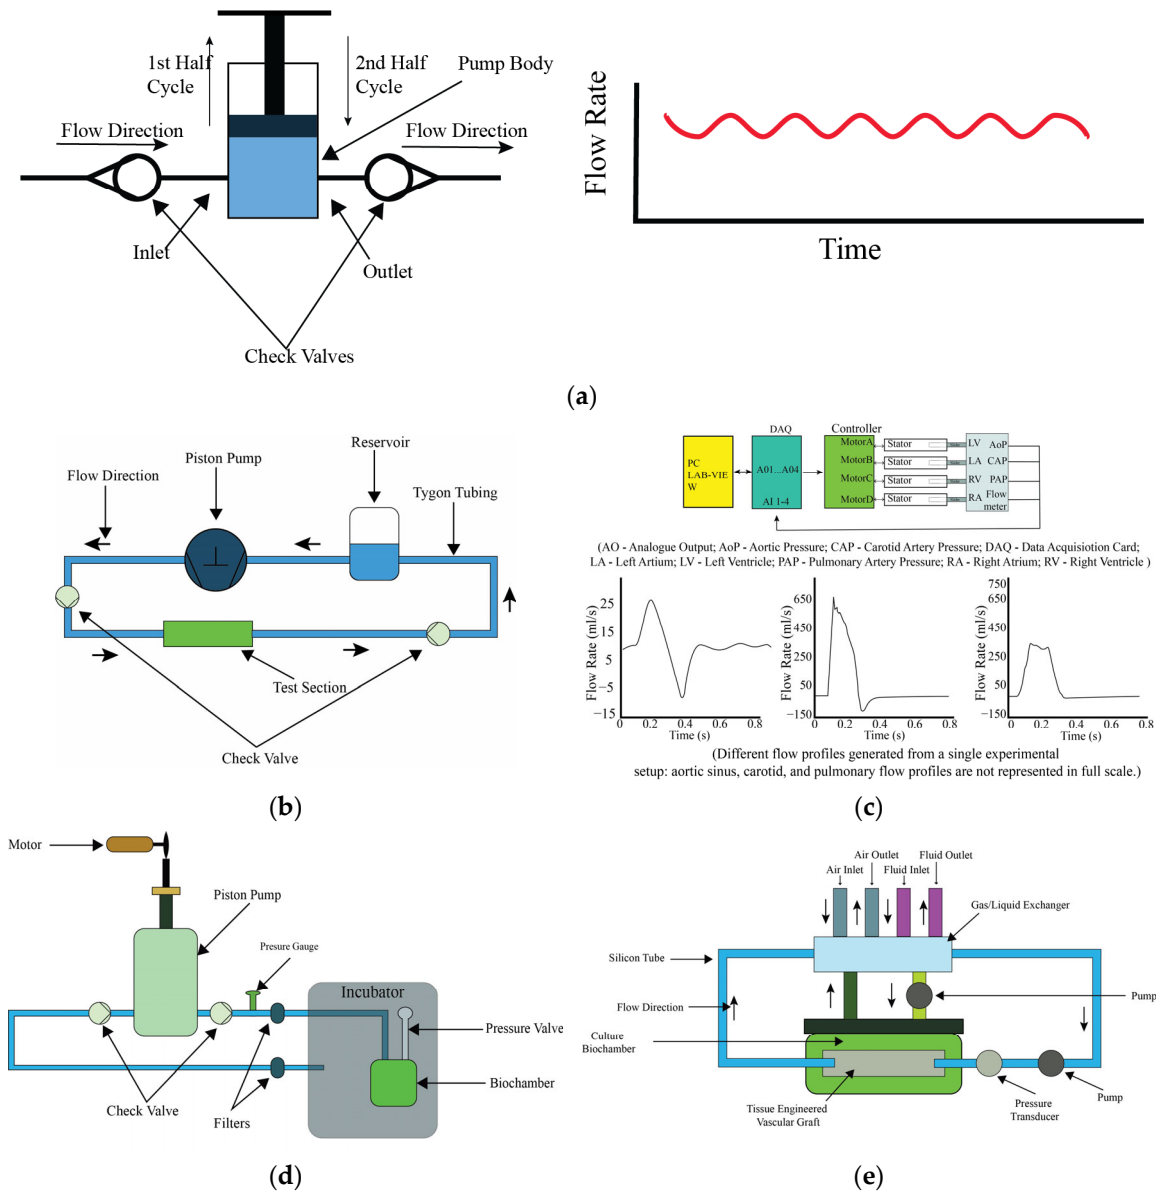 1st Half
Cycle
2nd Half
Cycle
Pump Body
Flow Direction
Flow Direction
Inlet
Outlet
Check Valves
Flow Rate
Time
(a)
Reservoir
Piston Pump
Flow Direction
Tygon Tubing
Test Section
Check Valve
(b)
DAQ
Controller
PC
LAB-VIE
W
A01...A04
AI 1-4
MotorA
MotorB
MotorC
MotorD
Stator
Stator
Stator
Stator
LV
LA
RV
RA
AoP
CAP
PAP
Flow
meter
(AO - Analogue Output; AoP - Aortic Pressure; CAP - Carotid Artery Pressure; DAQ - Data Acquisiotion Card;
LA - Left Artium; LV - Left Ventricle; PAP - Pulmonary Artery Pressure; RA - Right Atrium; RV - Right Ventricle )
Flow Rate (ml/s)
25
15
5
−5
−15
0 0.2 0.4 0.6 0.8
Time (s)
Flow Rate (ml/s)
750
650
450
250
50
−150
0 0.2 0.4 0.6 0.8
Time (s)
Flow Rate (ml/s)
750
650
450
250
50
−150
0 0.2 0.4 0.6 0.8
Time (s)
(Different flow profiles generated from a single experimental
setup: aortic sinus, carotid, and pulmonary flow profiles are not represented in full scale.)
(c)
Motor
Piston Pump
Presure Gauge
Incubator
Pressure Valve
Biochamber
Check Valve
Filters
(d)
Air Outlet
Fluid Outlet
Air Inlet
Fluid Inlet
Gas/Liquid Exchanger
Silicon Tube
Flow Direction
Pump
Culture
Biochamber
Tissue Engineered
Vascular Graft
Pressure
Transducer
Pump
(e)